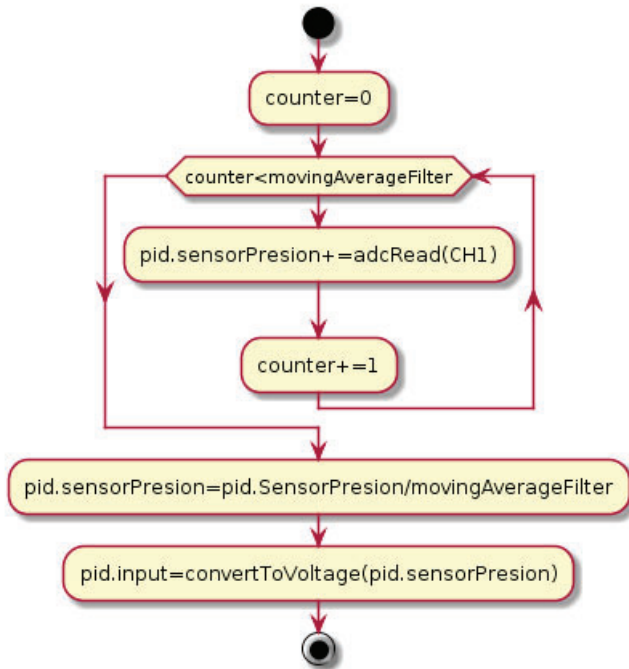 counter=0
counter<movingAverageFilter
pid.sensorPresion+=adcRead(CH1)
counter+=1
pid.sensorPresion=pid.SensorPresion/movingAverageFilter
pid.input=convertToVoltage(pid.sensorPresion)